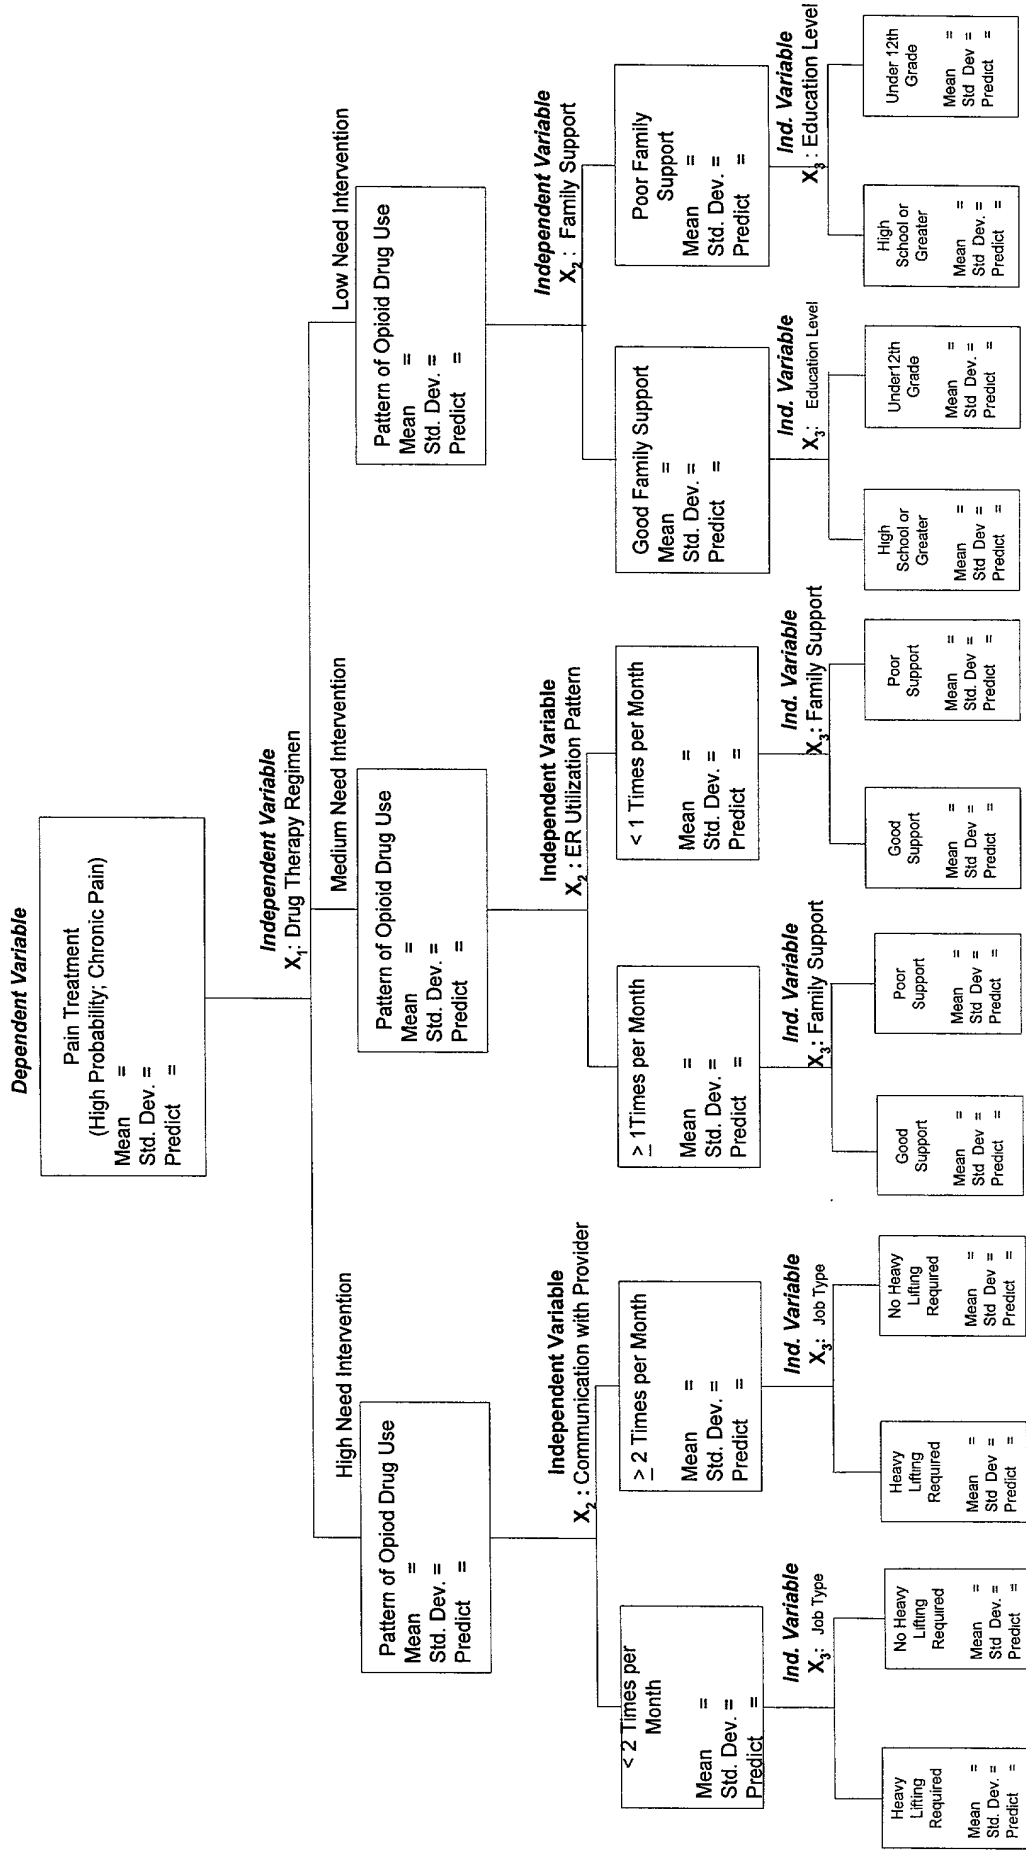 Dependent Variable
Pain Treatment
(High Probability; Chronic Pain)
Mean =
Std. Dev. =
Predict =
Independent Variable
X1: Drug Therapy Regimen
High Need Intervention
Medium Need Intervention
Low Need Intervention
Pattern of Opiod Drug Use
Mean =
Std. Dev. =
Predict =
Pattern of Opioid Drug Use
Mean =
Std. Dev. =
Predict =
Pattern of Opioid Drug Use
Mean =
Std. Dev. =
Predict =
Independent Variable
X2 : Communication with Provider
Independent Variable
X2 : ER Utilization Pattern
Independent Variable
X2 : Family Support
< 2 Times per
Month
Mean =
Std. Dev. =
Predict =
≥ 2 Times per Month
Mean =
Std. Dev. =
Predict =
≥ 1Times per Month
Mean =
Std. Dev. =
Predict =
< 1 Times per Month
Mean =
Std. Dev. =
Predict =
Good Family Support
Mean =
Std. Dev. =
Predict =
Poor Family
Support
Mean =
Std. Dev. =
Predict =
Ind. Variable
X3: Job Type
Ind. Variable
X3: Job Type
Ind. Variable
X3: Family Support
Ind. Variable
X3: Family Support
Ind. Variable
X3: Education Level
Ind. Variable
X3 : Education Level
Heavy
Lifting
Required
Mean =
Std. Dev. =
Predict =
No Heavy
Lifting
Required
Mean =
Std. Dev. =
Predict =
Heavy
Lifting
Required
Mean =
Std Dev =
Predict =
No Heavy
Lifting
Required
Mean =
Std Dev =
Predict =
Good
Support
Mean =
Std Dev =
Predict =
Poor
Support
Mean =
Std Dev =
Predict =
Good
Support
Mean =
Std Dev =
Predict =
Poor
Support
Mean =
Std. Dev =
Predict =
High
School or
Greater
Mean =
Std Dev =
Predict =
Under12th
Grade
Mean =
Std Dev. =
Predict =
High
School or
Greater
Mean =
Std Dev. =
Predict =
Under 12th
Grade
Mean =
Std Dev =
Predict =